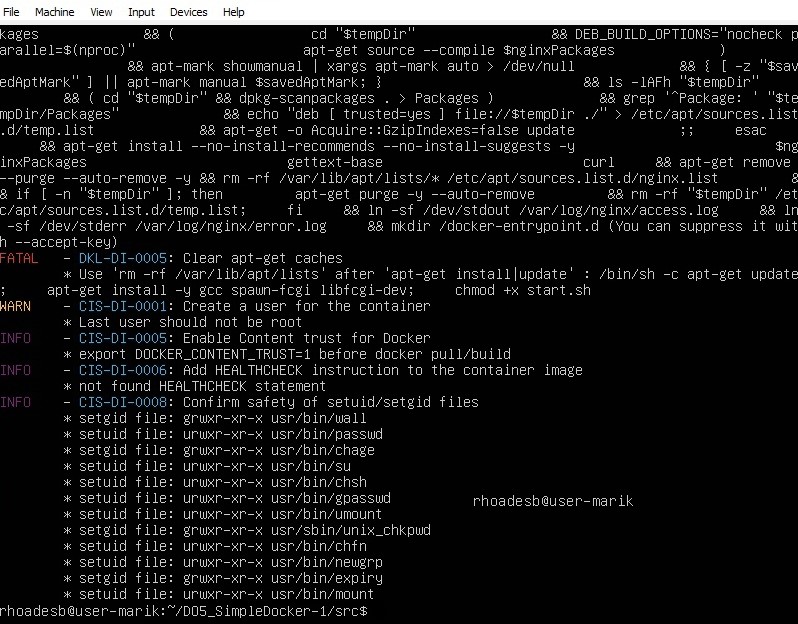 File Machine View Input Devices Help
kages && ( cd "$tempDir" && DEB_BUILD_OPTIONS="nocheck p
arallel=$(nproc)" apt-get source --compile $nginxPackages )
&& apt-mark showmanual | xargs apt-mark auto > /dev/null && { [ -z "$sav
edAptMark" ] || apt-mark manual $savedAptMark; } && ls -lAFh "$tempDir"
&& ( cd "$tempDir" && dpkg-scanpackages . > Packages ) && grep '^Package: ' "$te
mpDir/Packages" && echo "deb [ trusted=yes ] file://$tempDir ./" > /etc/apt/sources.list
.d/temp.list && apt-get -o Acquire::GzipIndexes=false update ;; esac
&& apt-get install --no-install-recommends --no-install-suggests -y $ng
inxPackages gettext-base curl && apt-get remove
--purge --auto-remove -y && rm -rf /var/lib/apt/lists/* /etc/apt/sources.list.d/nginx.list &
& if [ -n "$tempDir" ]; then apt-get purge -y --auto-remove && rm -rf "$tempDir" /et
c/apt/sources.list.d/temp.list; fi && ln -sf /dev/stdout /var/log/nginx/access.log && ln
-sf /dev/stderr /var/log/nginx/error.log && mkdir /docker-entrypoint.d (You can suppress it wit
h --accept-key)
FATAL - DKL-DI-0005: Clear apt-get caches
* Use 'rm -rf /var/lib/apt/lists' after 'apt-get install|update' : /bin/sh -c apt-get update
; apt-get install -y gcc spawn-fcgi libfcgi-dev; chmod +x start.sh
WARN - CIS-DI-0001: Create a user for the container
* Last user should not be root
INFO - CIS-DI-0005: Enable Content trust for Docker
* export DOCKER_CONTENT_TRUST=1 before docker pull/build
INFO - CIS-DI-0006: Add HEALTHCHECK instruction to the container image
* not found HEALTHCHECK statement
INFO - CIS-DI-0008: Confirm safety of setuid/setgid files
* setgid file: grwxr-xr-x usr/bin/wall
* setuid file: urwxr-xr-x usr/bin/passwd
* setgid file: grwxr-xr-x usr/bin/chage
* setuid file: urwxr-xr-x usr/bin/su
* setuid file: urwxr-xr-x usr/bin/chsh
* setuid file: urwxr-xr-x usr/bin/gpasswd
rhoadesb@user-marik
* setuid file: urwxr-xr-x usr/bin/umount
* setgid file: grwxr-xr-x usr/sbin/unix_chkpwd
* setuid file: urwxr-xr-x usr/bin/chfn
* setuid file: urwxr-xr-x usr/bin/newgrp
* setgid file: grwxr-xr-x usr/bin/expiry
* setuid file: urwxr-xr-x usr/bin/mount
rhoadesb@user-marik:~/DO5_SimpleDocker-1/src$